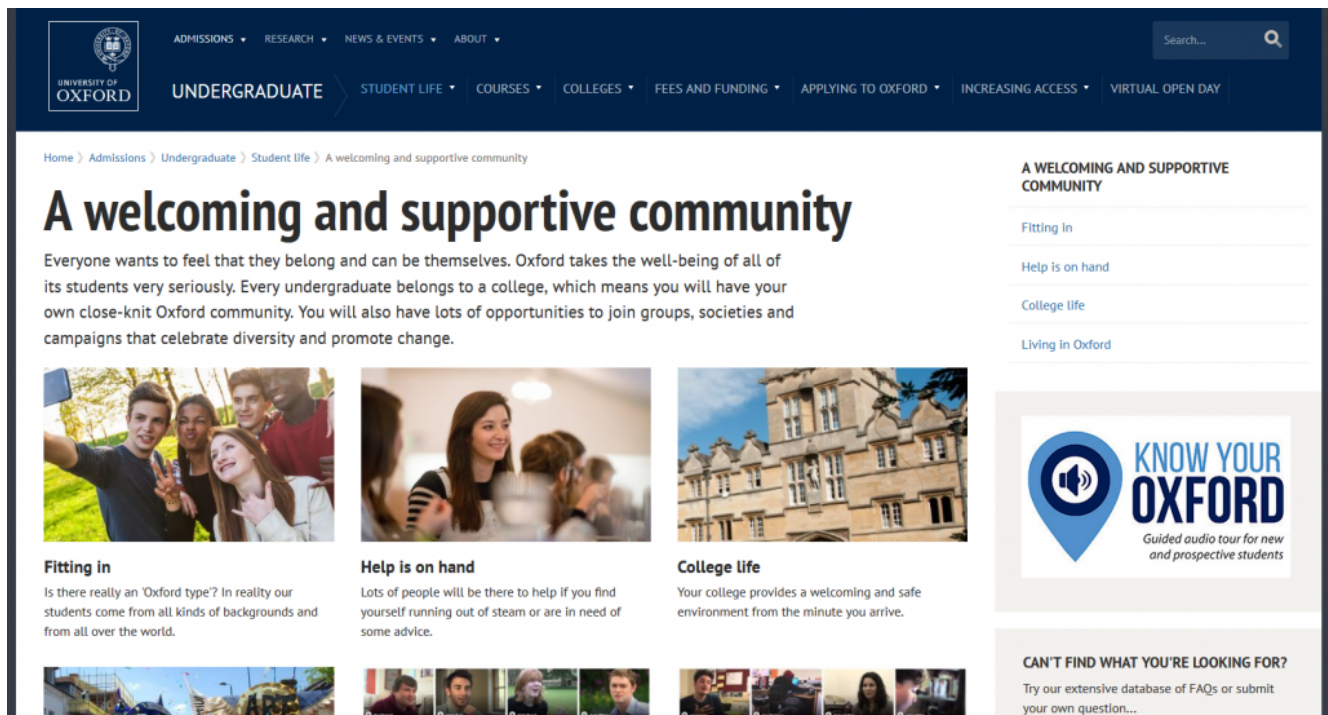 UNIVERSITY OF
OXFORD
ADMISSIONS RESEARCH NEWS & EVENTS ABOUT
Search...
UNDERGRADUATE STUDENT LIFE COURSES COLLEGES FEES AND FUNDING APPLYING TO OXFORD INCREASING ACCESS VIRTUAL OPEN DAY
Home Admissions Undergraduate Student life A welcoming and supportive community
A welcoming and supportive community
Everyone wants to feel that they belong and can be themselves. Oxford takes the well-being of all of
its students very seriously. Every undergraduate belongs to a college, which means you will have your
own close-knit Oxford community. You will also have lots of opportunities to join groups, societies and
campaigns that celebrate diversity and promote change.
Fitting in
Is there really an 'Oxford type'? In reality our
students come from all kinds of backgrounds and
from all over the world.
Help is on hand
Lots of people will be there to help if you find
yourself running out of steam or are in need of
some advice.
College life
Your college provides a welcoming and safe
environment from the minute you arrive.
A WELCOMING AND SUPPORTIVE
COMMUNITY
Fitting in
Help is on hand
College life
Living in Oxford
KNOW YOUR
OXFORD
Guided audio tour for new
and prospective students
CAN'T FIND WHAT YOU'RE LOOKING FOR?
Try our extensive database of FAQs or submit
your own question...